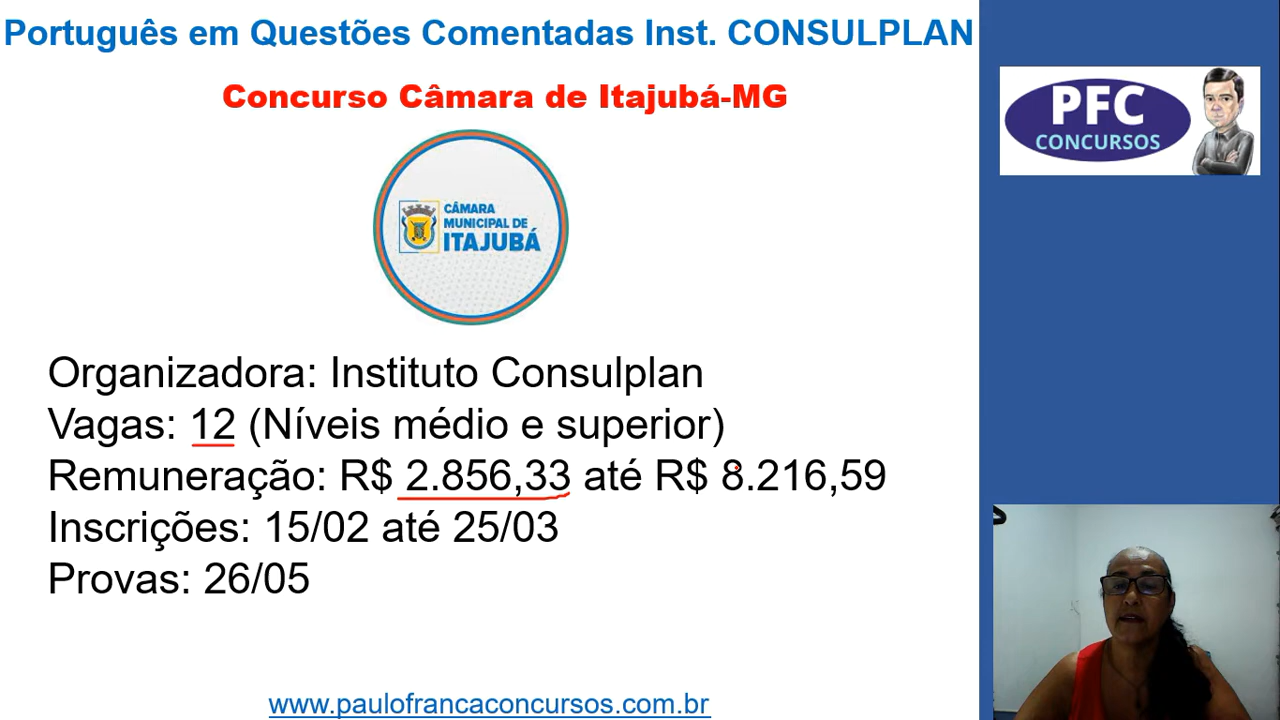 Português em Questões Comentadas Inst. CONSULPLAN
Concurso Câmara de Itajubá-MG
PFC
CONCURSOS
CÂMARA
MUNICIPAL DE
ITAJUBÁ
Organizadora: Instituto Consulplan
Vagas: 12 (Níveis médio e superior)
Remuneração: R$ 2.856,33 até R$ 8.216,59
Inscrições: 15/02 até 25/03
Provas: 26/05
www.paulofrancaconcursos.com.br